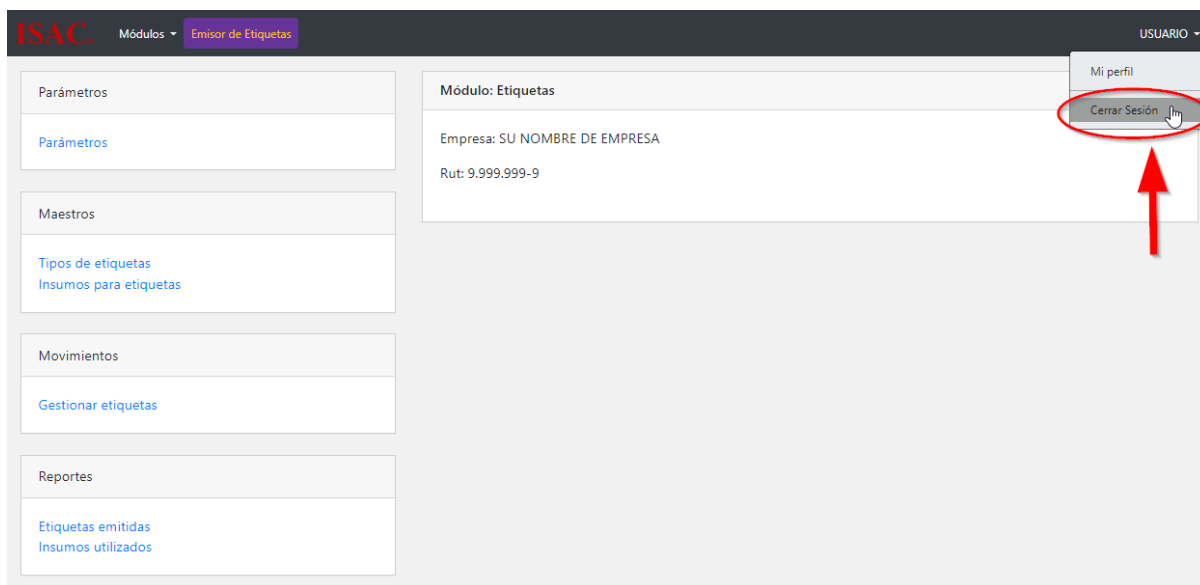 ISAC
Módulos
Emisor de Etiquetas
USUARIO
Mi perfil
Cerrar Sesión
Parámetros
Parámetros
Maestros
Tipos de etiquetas
Insumos para etiquetas
Movimientos
Gestionar etiquetas
Reportes
Etiquetas emitidas
Insumos utilizados
Módulo: Etiquetas
Empresa: SU NOMBRE DE EMPRESA
Rut: 9.999.999-9